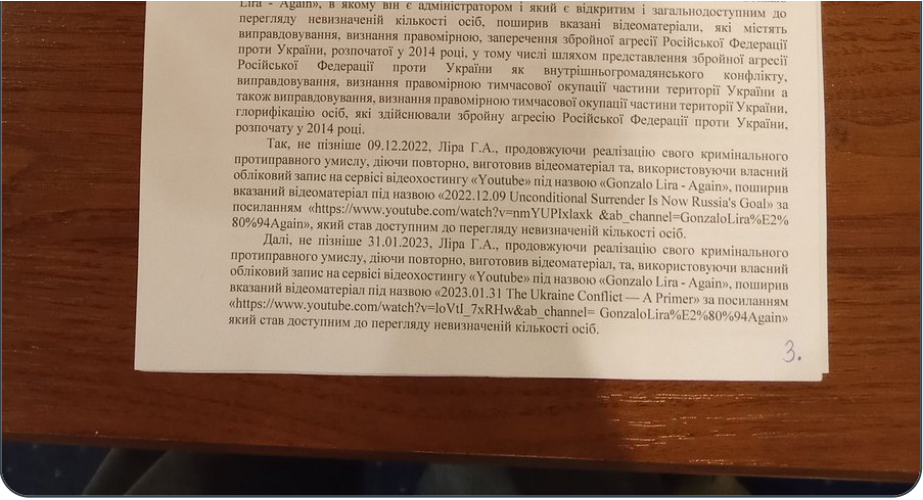 Lira - Again», в якому він є адміністратором і який є відкритим і загальнодоступним до
перегляду невизначеній кількості осіб, поширив вказані відеоматеріали, які містять
виправдовування, визнання правомірною, заперечення збройної агресії Російської Федерації
проти України, розпочатої у 2014 році, у тому числі шляхом представлення збройної агресії
Російської Федерації проти України як внутрішньогромадянського конфлікту,
виправдовування, визнання правомірною тимчасової окупації частини території України а
також виправдовування, визнання правомірною тимчасової окупації частини території України,
глорифікацію осіб, які здійснювали збройну агресію Російської Федерації проти України,
розпочату у 2014 році.
Так, не пізніше 09.12.2022, Ліра Г.А., продовжуючи реалізацію свого кримінального
протиправного умислу, діючи повторно, виготовив відеоматеріал та, використовуючи власний
обліковий запис на сервісі відеохостингу «Youtube» під назвою «Gonzalo Lira - Again», поширив
вказаний відеоматеріал під назвою «2022.12.09 Unconditional Surrender Is Now Russia's Goal» за
посиланням «https://www.youtube.com/watch?v=nmYUPIxlaxk &ab_channel=GonzaloLira%E2%
80%94Again», який став доступним до перегляду невизначеній кількості осіб.
Далі, не пізніше 31.01.2023, Ліра Г.А., продовжуючи реалізацію свого кримінального
протиправного умислу, діючи повторно, виготовив відеоматеріал, та, використовуючи власний
обліковий запис на сервісі відеохостингу «Youtube» під назвою «Gonzalo Lira - Again», поширив
вказаний відеоматеріал під назвою «2023.01.31 The Ukraine Conflict — A Primer» за посиланням
«https://www.youtube.com/watch?v=loVtI_7xRHw&ab_channel= GonzaloLira%E2%80%94Again»
який став доступним до перегляду невизначеній кількості осіб.
3.